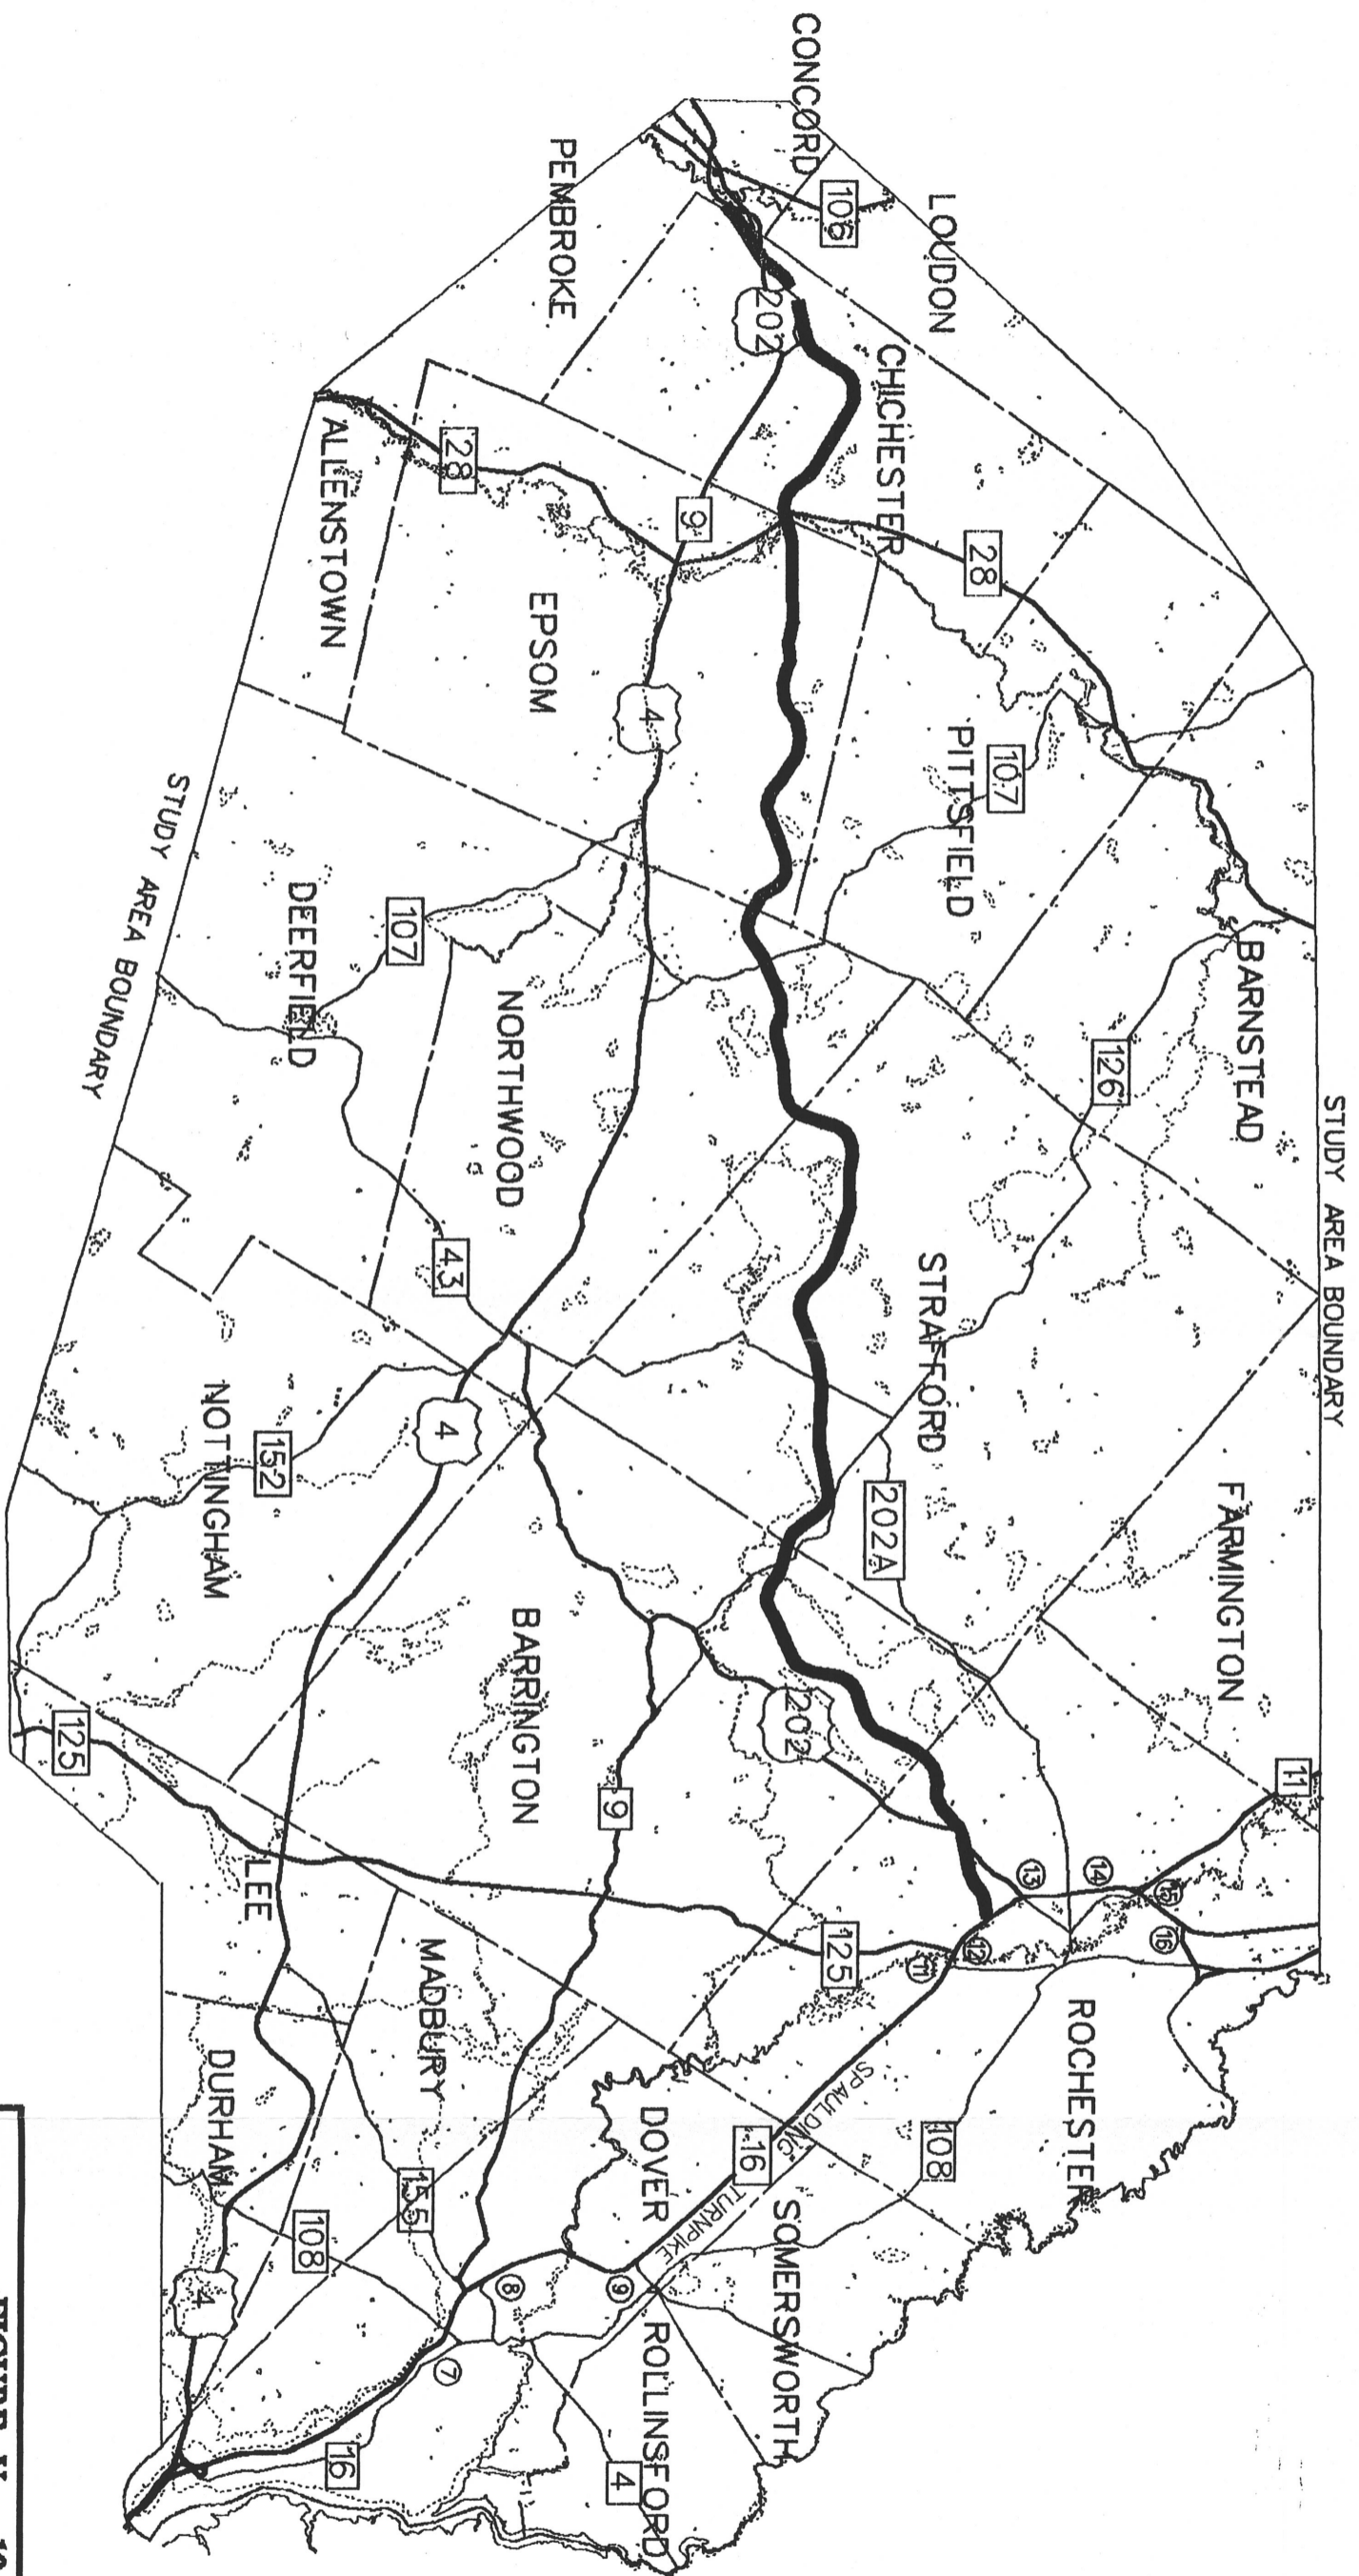 STUDY AREA BOUNDARY
CONCORD
106
LOUDON
PEMBROKE
202
CHICHESTER
28
9
28
ALLENSTOWN
EPSOM
4
PITTSFIELD
107
BARNSTEAD
126
DEERFIELD
107
NORTHWOOD
43
STUDY AREA BOUNDARY
STRAFFORD
202A
FARMINGTON
11
NOTTINGHAM
152
4
BARRINGTON
202
9
125
LEE
MADBURY
125
13
14
15
16
12
11
ROCHESTER
SPAULDING
TURNPIKE
16
108
DOVER
SOMERSWORTH
DURHAM
155
108
4
8
9
7
ROLLINSFORD
4
16